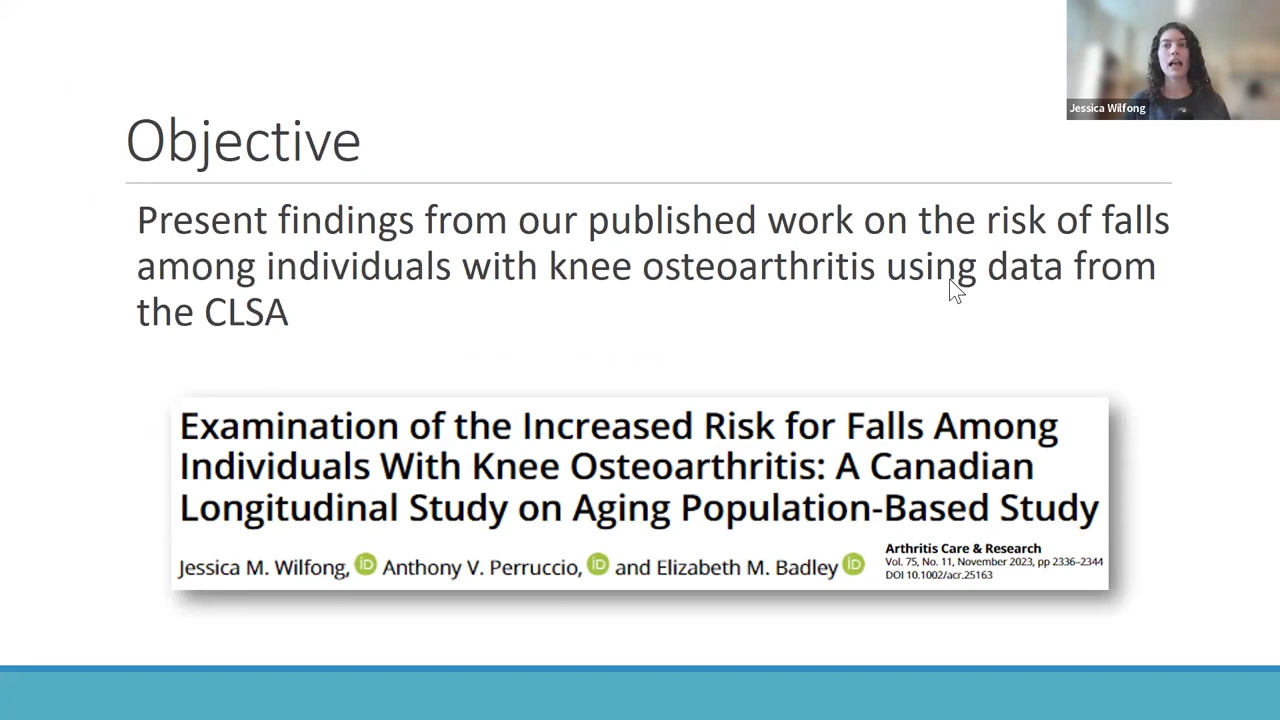 Jessica Wilfong
Objective
Present findings from our published work on the risk of falls
among individuals with knee osteoarthritis using data from
the CLSA
Examination of the Increased Risk for Falls Among
Individuals With Knee Osteoarthritis: A Canadian
Longitudinal Study on Aging Population-Based Study
Jessica M. Wilfong, iD Anthony V. Perruccio, iD and Elizabeth M. Badley iD
Arthritis Care & Research
Vol. 75, No. 11, November 2023, pp 2336–2344
DOI 10.1002/acr.25163